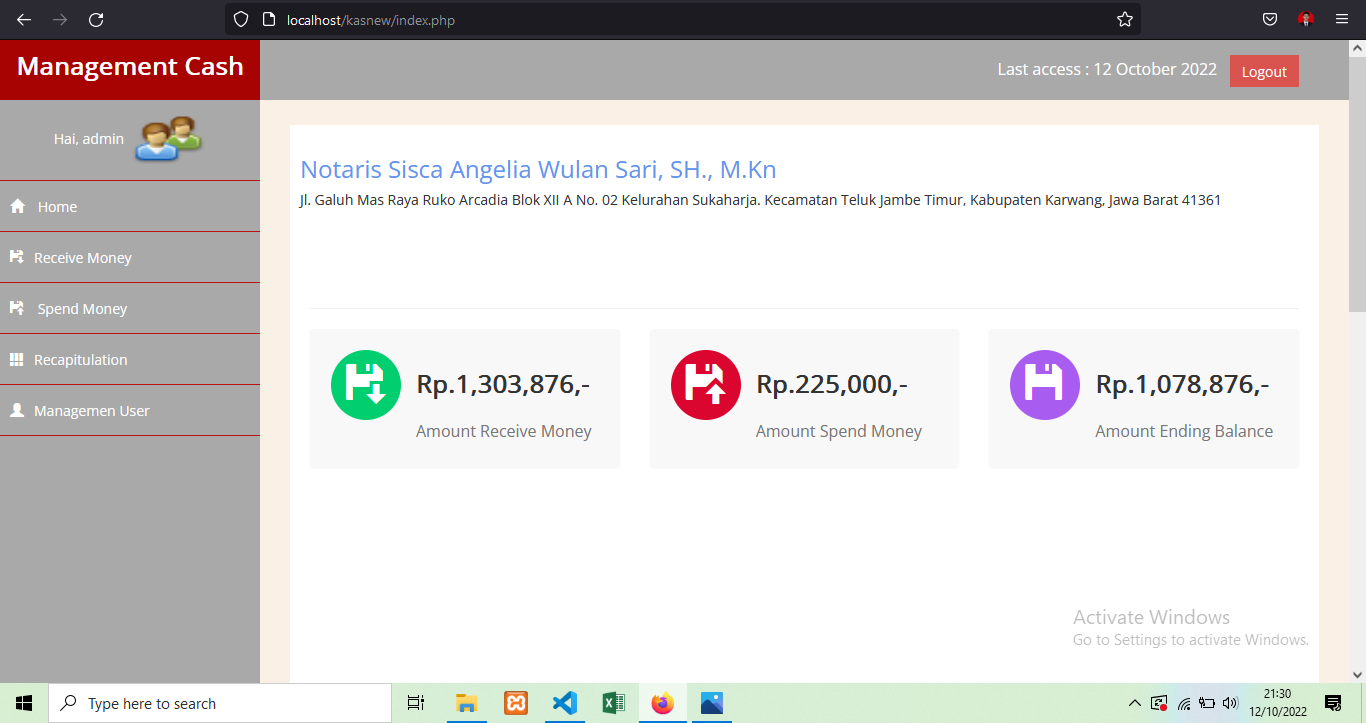 localhost/kasnew/index.php
Management Cash
Last access : 12 October 2022
Logout
Hai, admin
Home
Receive Money
Spend Money
Recapitulation
Managemen User
Notaris Sisca Angelia Wulan Sari, SH., M.Kn
Jl. Galuh Mas Raya Ruko Arcadia Blok XII A No. 02 Kelurahan Sukaharja. Kecamatan Teluk Jambe Timur, Kabupaten Karwang, Jawa Barat 41361
Rp.1,303,876,-
Amount Receive Money
Rp.225,000,-
Amount Spend Money
Rp.1,078,876,-
Amount Ending Balance
Activate Windows
Go to Settings to activate Windows.
Type here to search
21:30
12/10/2022